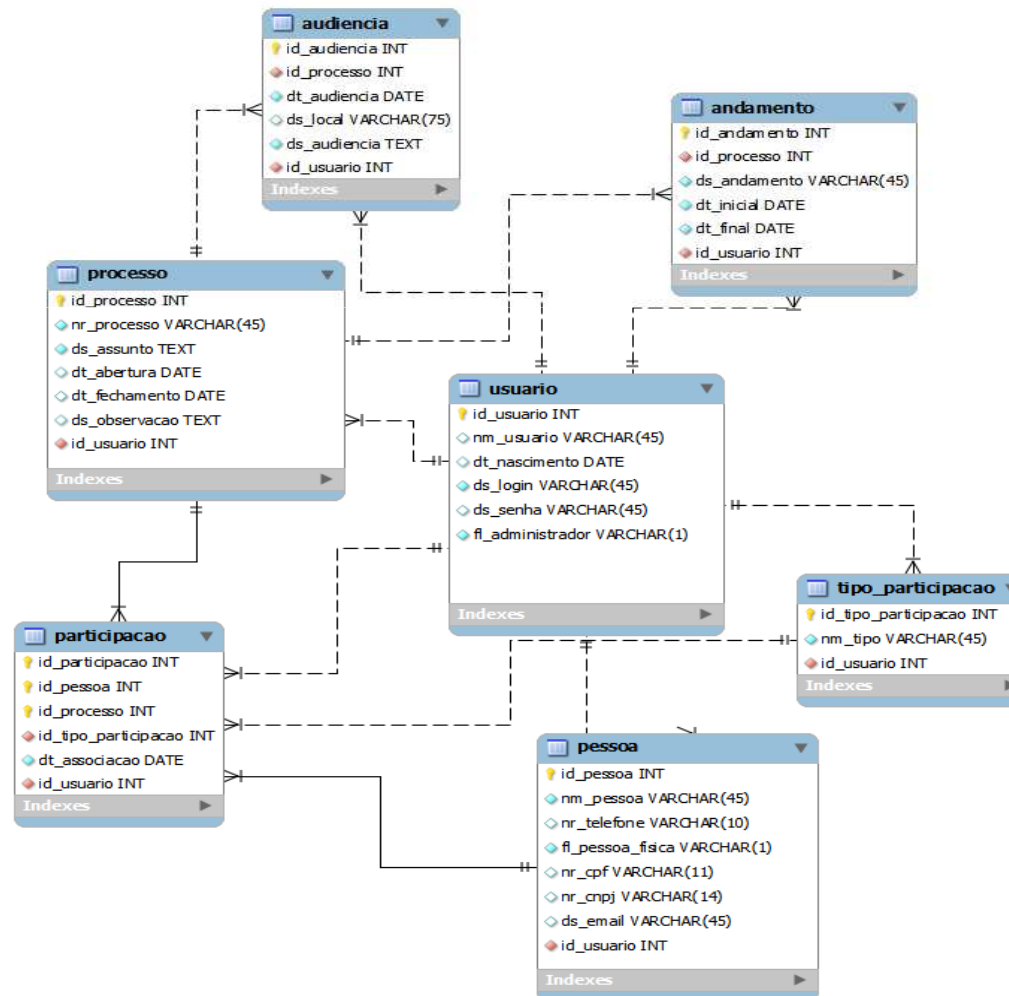 audiencia
id_audiencia INT
id_processo INT
dt_audiencia DATE
ds_local VARCHAR(75)
ds_audiencia TEXT
id_usuario INT
Indexes
andamento
id_andamento INT
id_processo INT
ds_andamento VARCHAR(45)
dt_inicial DATE
dt_final DATE
id_usuario INT
Indexes
processo
id_processo INT
nr_processo VARCHAR(45)
ds_assunto TEXT
dt_abertura DATE
dt_fechamento DATE
ds_observacao TEXT
id_usuario INT
Indexes
usuario
id_usuario INT
nm_usuario VARCHAR(45)
dt_nascimento DATE
ds_login VARCHAR(45)
ds_senha VARCHAR(45)
fl_administrador VARCHAR(1)
Indexes
tipo_participacao
id_tipo_participacao INT
nm_tipo VARCHAR(45)
id_usuario INT
Indexes
participacao
id_participacao INT
id_pessoa INT
id_processo INT
id_tipo_participacao INT
dt_associacao DATE
id_usuario INT
Indexes
pessoa
id_pessoa INT
nm_pessoa VARCHAR(45)
nr_telefone VARCHAR(10)
fl_pessoa_fisica VARCHAR(1)
nr_cpf VARCHAR(11)
nr_cnpj VARCHAR(14)
ds_email VARCHAR(45)
id_usuario INT
Indexes